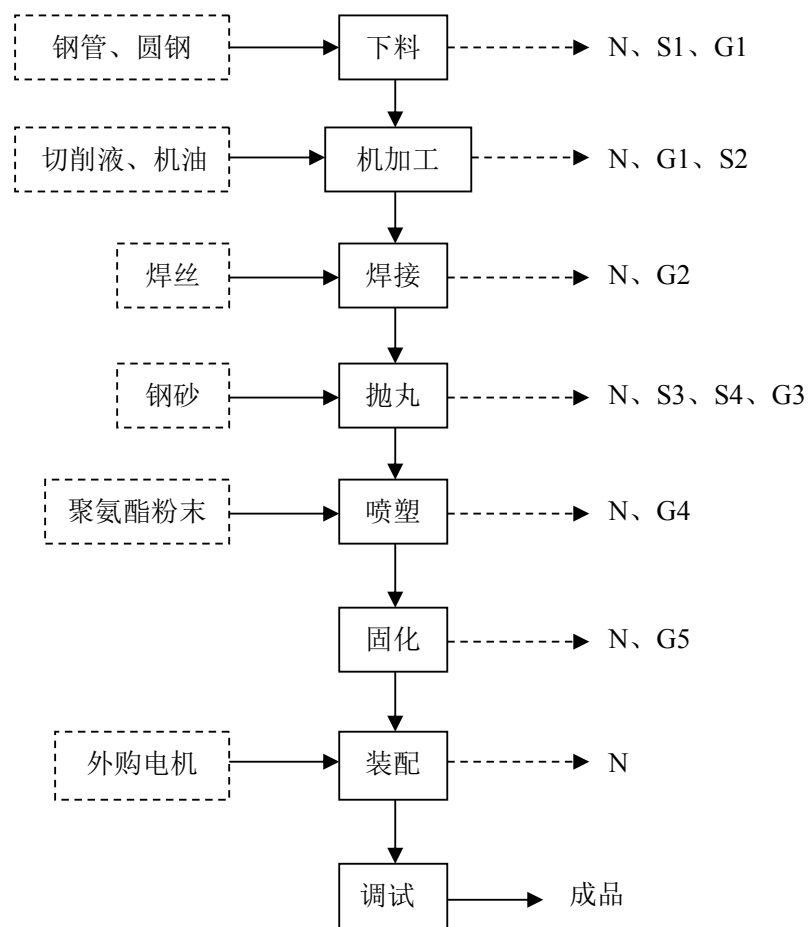 钢管、圆钢 下料 N、S1、G1
切削液、机油 机加工 N、G1、S2
焊丝 焊接 N、G2
钢砂 抛丸 N、S3、S4、G3
聚氨酯粉末 喷塑 N、G4
固化 N、G5
外购电机 装配 N
调试 成品